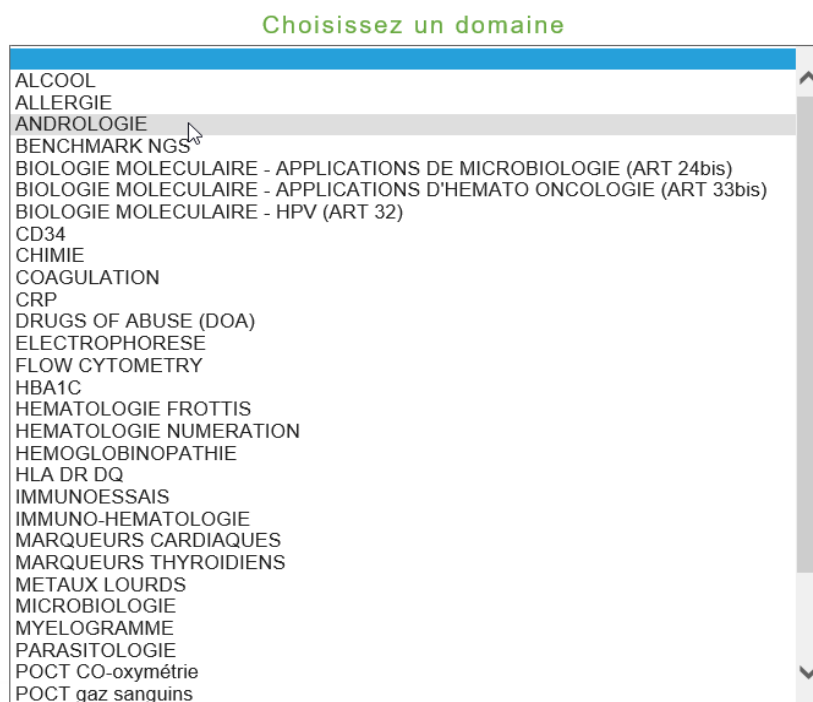 Choisissez un domaine
ALCOOL
ALLERGIE
ANDROLOGIE
BENCHMARK NGS
BIOLOGIE MOLECULAIRE - APPLICATIONS DE MICROBIOLOGIE (ART 24bis)
BIOLOGIE MOLECULAIRE - APPLICATIONS D'HEMATO ONCOLOGIE (ART 33bis)
BIOLOGIE MOLECULAIRE - HPV (ART 32)
CD34
CHIMIE
COAGULATION
CRP
DRUGS OF ABUSE (DOA)
ELECTROPHORESE
FLOW CYTOMETRY
HBA1C
HEMATOLOGIE FROTTIS
HEMATOLOGIE NUMERATION
HEMOGLOBINOPATHIE
HLA DR DQ
IMMUNOESSAIS
IMMUNO-HEMATOLOGIE
MARQUEURS CARDIAQUES
MARQUEURS THYROIDIENS
METAUX LOURDS
MICROBIOLOGIE
MYELOGRAMME
PARASITOLOGIE
POCT CO-oxymétrie
POCT gaz sanguins